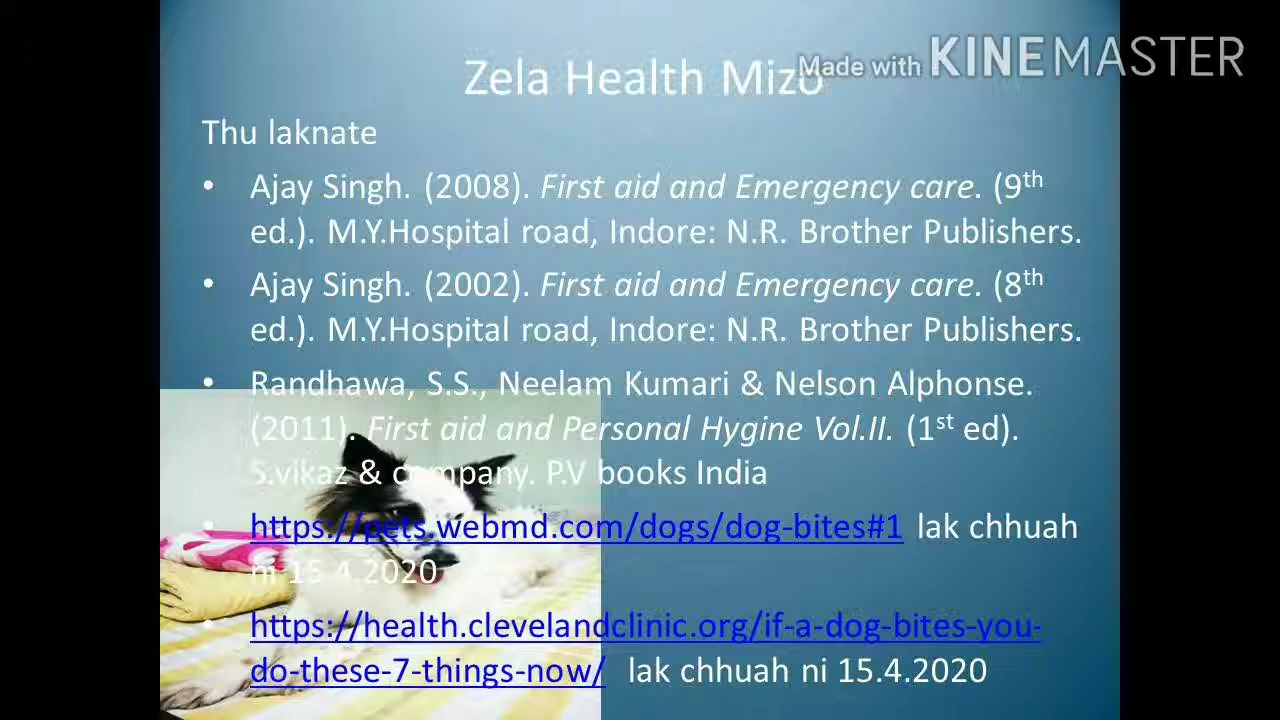 Made with KINEMASTER
Zela Health Mizo
Thu laknate
• Ajay Singh. (2008). First aid and Emergency care. (9th
ed.). M.Y.Hospital road, Indore: N.R. Brother Publishers.
• Ajay Singh. (2002). First aid and Emergency care. (8th
ed.). M.Y.Hospital road, Indore: N.R. Brother Publishers.
• Randhawa, S.S., Neelam Kumari & Nelson Alphonse.
(2011). First aid and Personal Hygine Vol.II. (1st ed).
S.vikaz & company. P.V books India
• https://pets.webmd.com/dogs/dog-bites#1 lak chhuah
ni 15.4.2020
• https://health.clevelandclinic.org/if-a-dog-bites-you-
do-these-7-things-now/ lak chhuah ni 15.4.2020